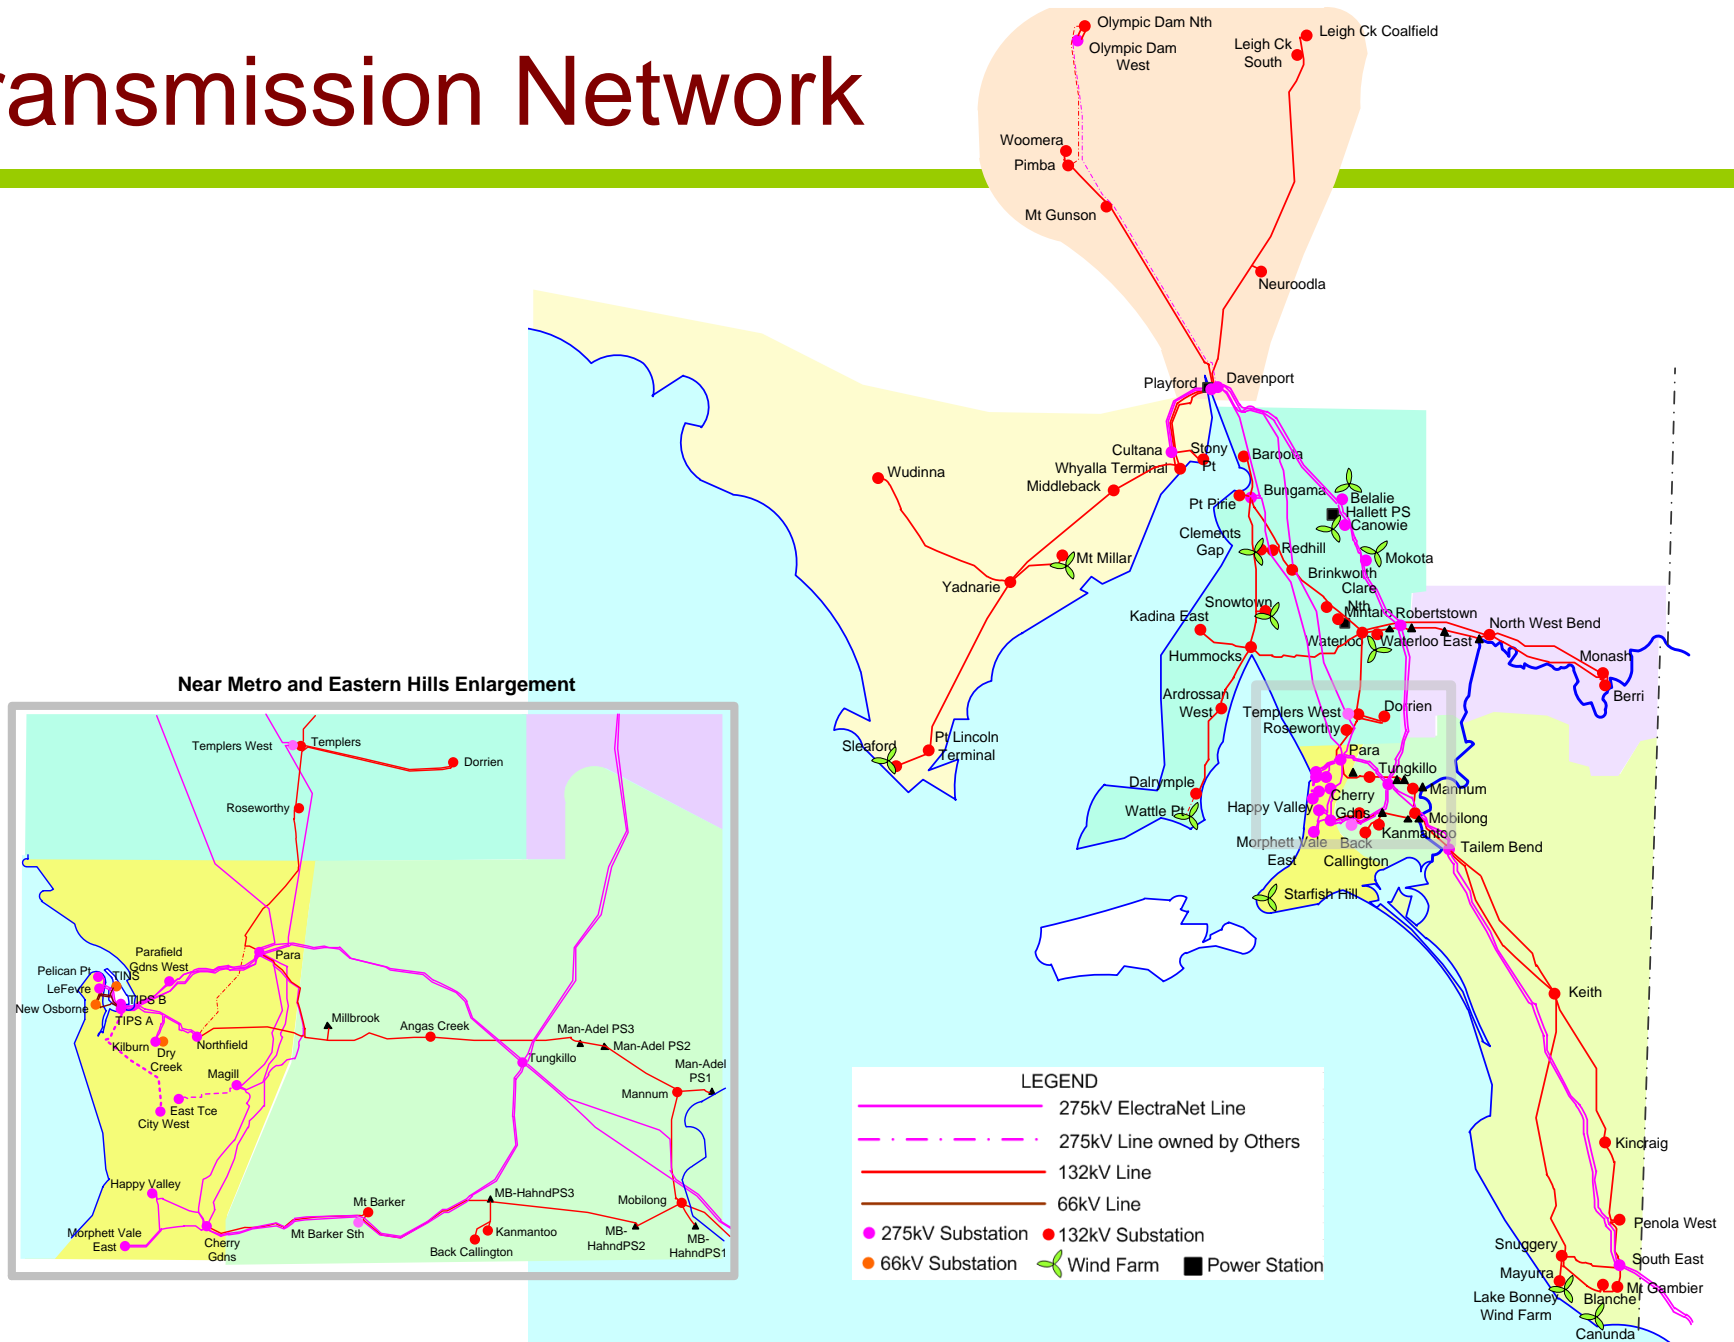 ransmission Network
Olympic Dam Nth
Olympic Dam
West
Leigh Ck Coalfield
Leigh Ck
South
Woomera
Pimba
Mt Gunson
Neuroodla
Playford
Davenport
Cultana
Stony
Pt
Whyalla Terminal
Middleback
Baroota
Wudinna
Pt Pirie
Bungama
Belalie
Hallett PS
Canowie
Clements
Gap
Redhill
Mokota
Mt Millar
Brinkworth
Clare
Nth
Yadnarie
Snowtown
Kadina East
Mintaro
Robertstown
North West Bend
Hummocks
Waterloo
Waterloo East
Monash
Berri
Ardrossan
West
Templers West
Dorrien
Roseworthy
Sleaford
Pt Lincoln
Terminal
Para
Tungkillo
Dalrymple
Wattle Pt
Cherry
Gdns
Mannum
Happy Valley
Mobilong
Kanmantoo
Morphett Vale
East
Back
Callington
Tailem Bend
Starfish Hill
Keith
Kincraig
Penola West
Snuggery
South East
Mayurra
Mt Gambier
Lake Bonney
Wind Farm
Blanche
Canunda
Near Metro and Eastern Hills Enlargement
Templers West
Templers
Dorrien
Roseworthy
Parafield
Gdns West
Para
Pelican Pt
TINS
LeFevre
New Osborne
TIPS B
TIPS A
Kilburn
Dry
Creek
Northfield
Millbrook
Angas Creek
Man-Adel PS3
Man-Adel PS2
Man-Adel
PS1
Tungkillo
Magill
Mannum
East Tce
City West
Happy Valley
Mt Barker
MB-HahndPS3
Mobilong
Morphett Vale
East
Cherry
Gdns
Mt Barker Sth
Kanmantoo
Back Callington
MB-
HahndPS2
MB-
HahndPS1
LEGEND
275kV ElectraNet Line
275kV Line owned by Others
132kV Line
66kV Line
275kV Substation
132kV Substation
66kV Substation
Wind Farm
Power Station